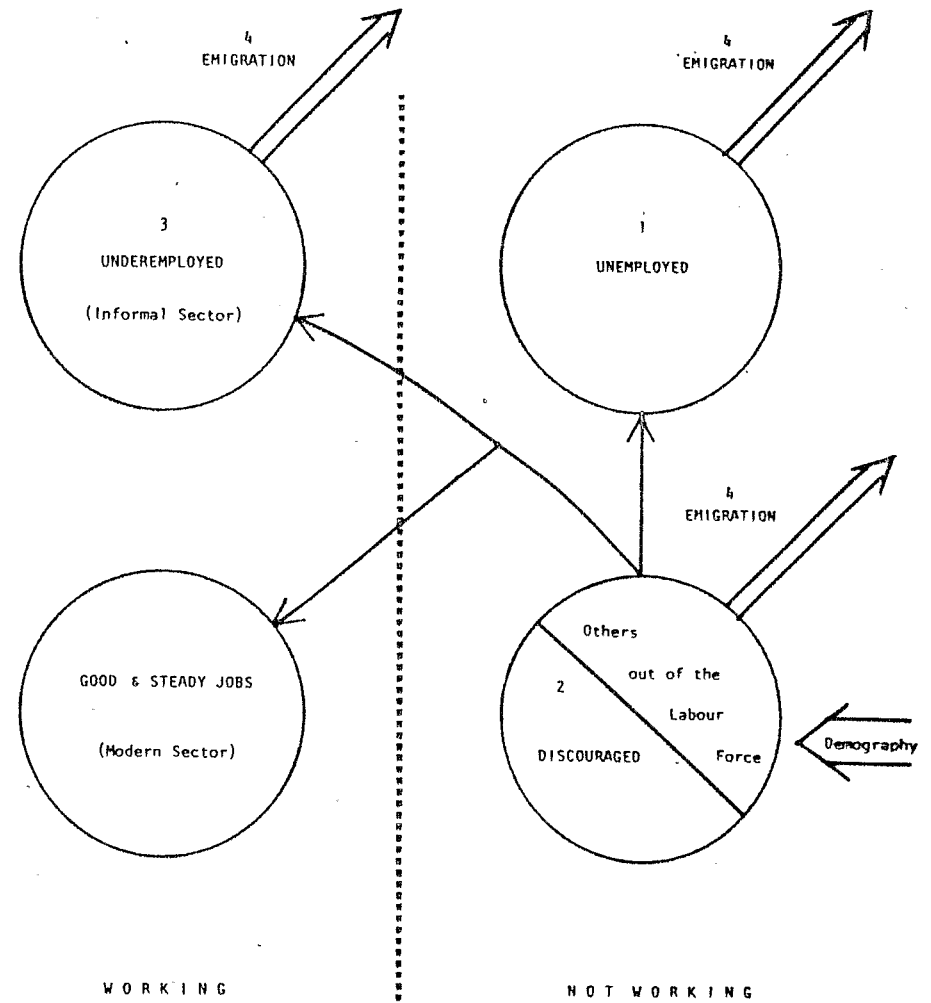 4
EMIGRATION
4
EMIGRATION
3
UNDEREMPLOYED
(Informal Sector)
1
UNEMPLOYED
4
EMIGRATION
GOOD & STEADY JOBS
(Modern Sector)
Others
out of the
Labour
Force
2
DISCOURAGED
Demography
WORKING
NOT WORKING